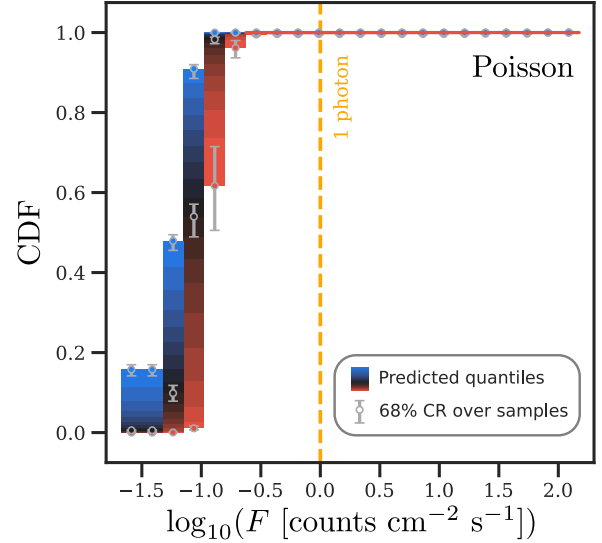 1.0
0.8
0.6
0.4
0.2
0.0
CDF
Poisson
1 photon
Predicted quantiles
68% CR over samples
−1.5 −1.0 −0.5 0.0 0.5 1.0 1.5 2.0
log₁₀(F [counts cm⁻² s⁻¹])